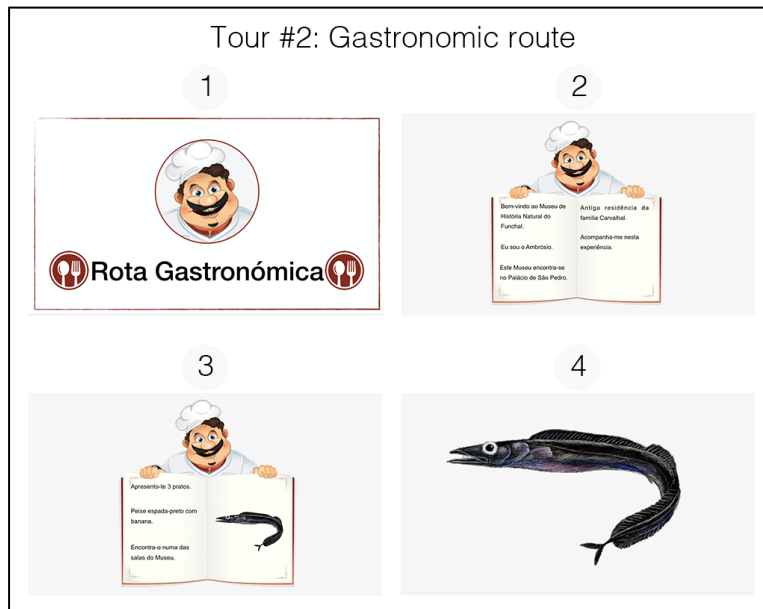 Tour #2: Gastronomic route
1
Rota Gastronómica
2
Bem-vindo ao Museu de
História Natural do
Funchal.
Eu sou o Ambrósio.
Este Museu encontra-se
no Palácio de São Pedro.
Antiga residência da
família Carvalhal.
Acompanha-me nesta
experiência.
3
Apresento-te 3 pratos.
Peixe espada-preto com
banana.
Encontra-o numa das
salas do Museu.
4